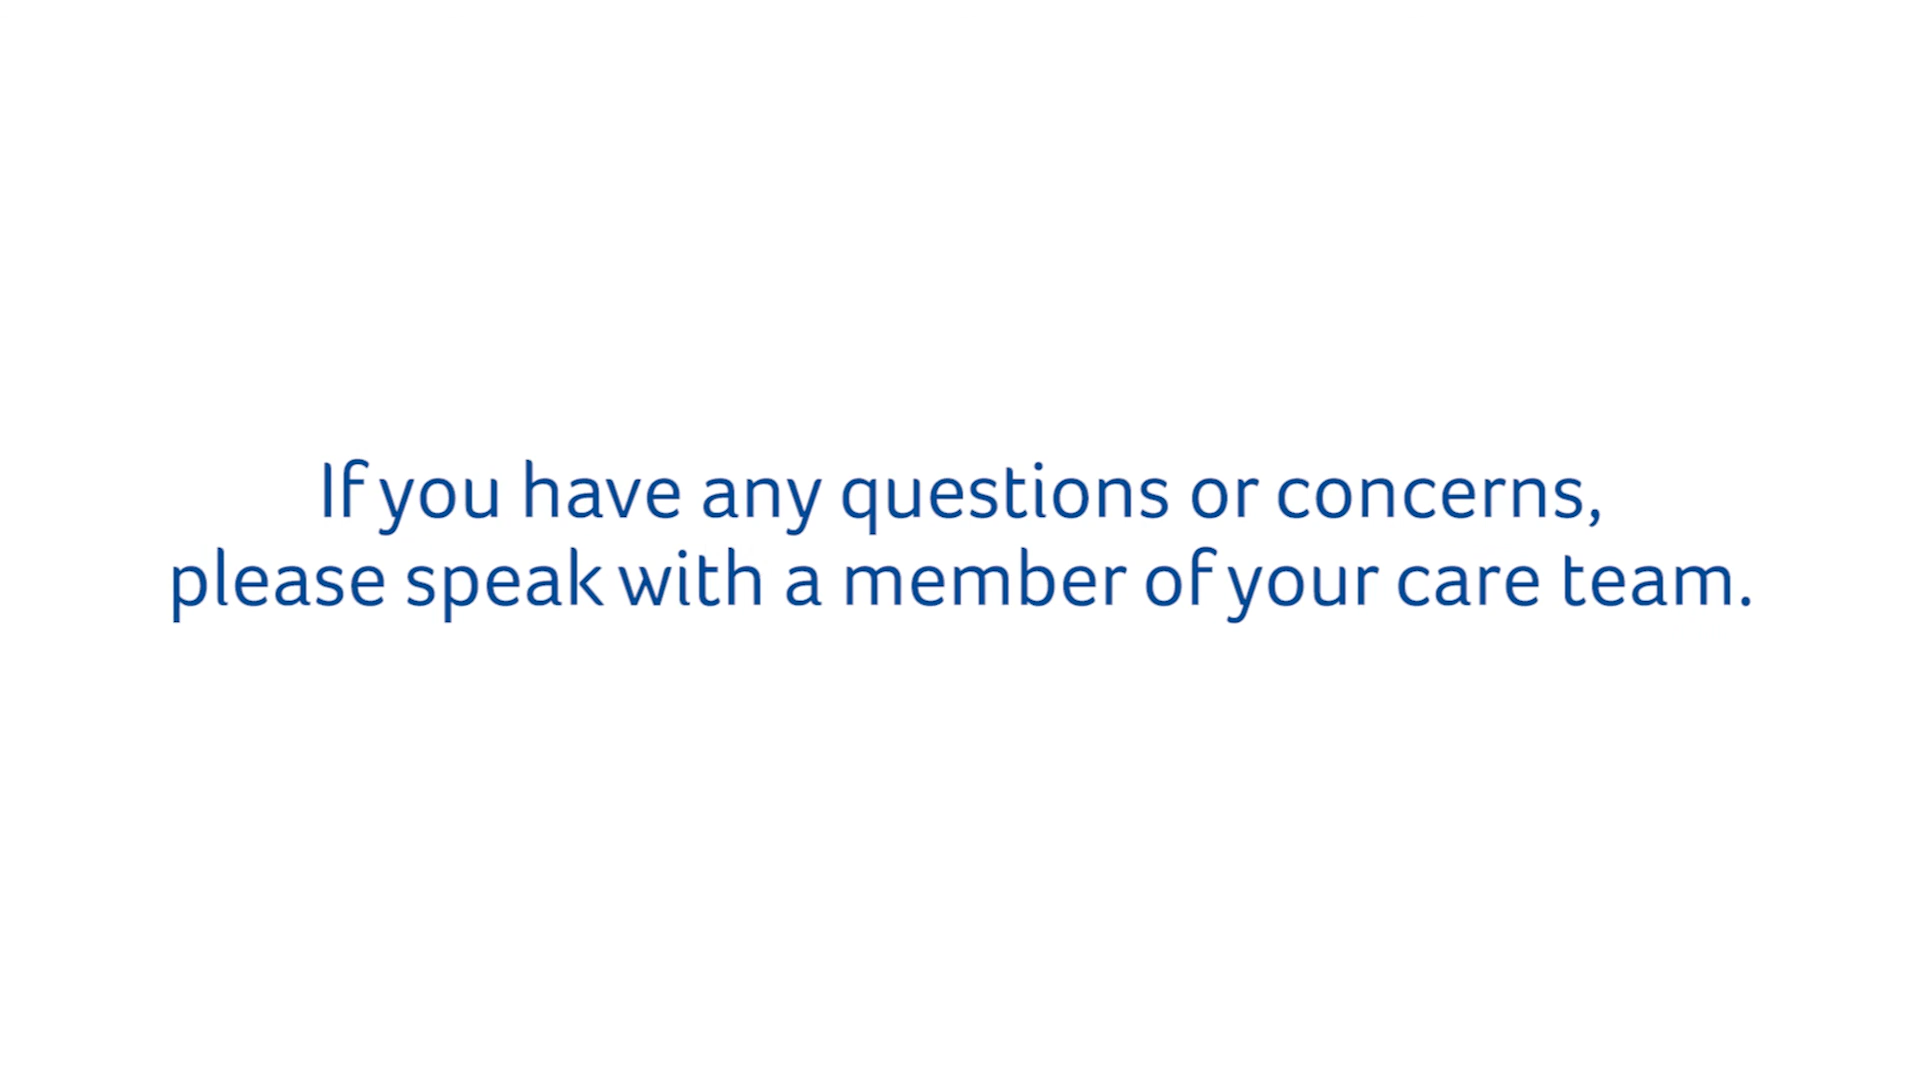 If you have any questions or concerns,
please speak with a member of your care team.